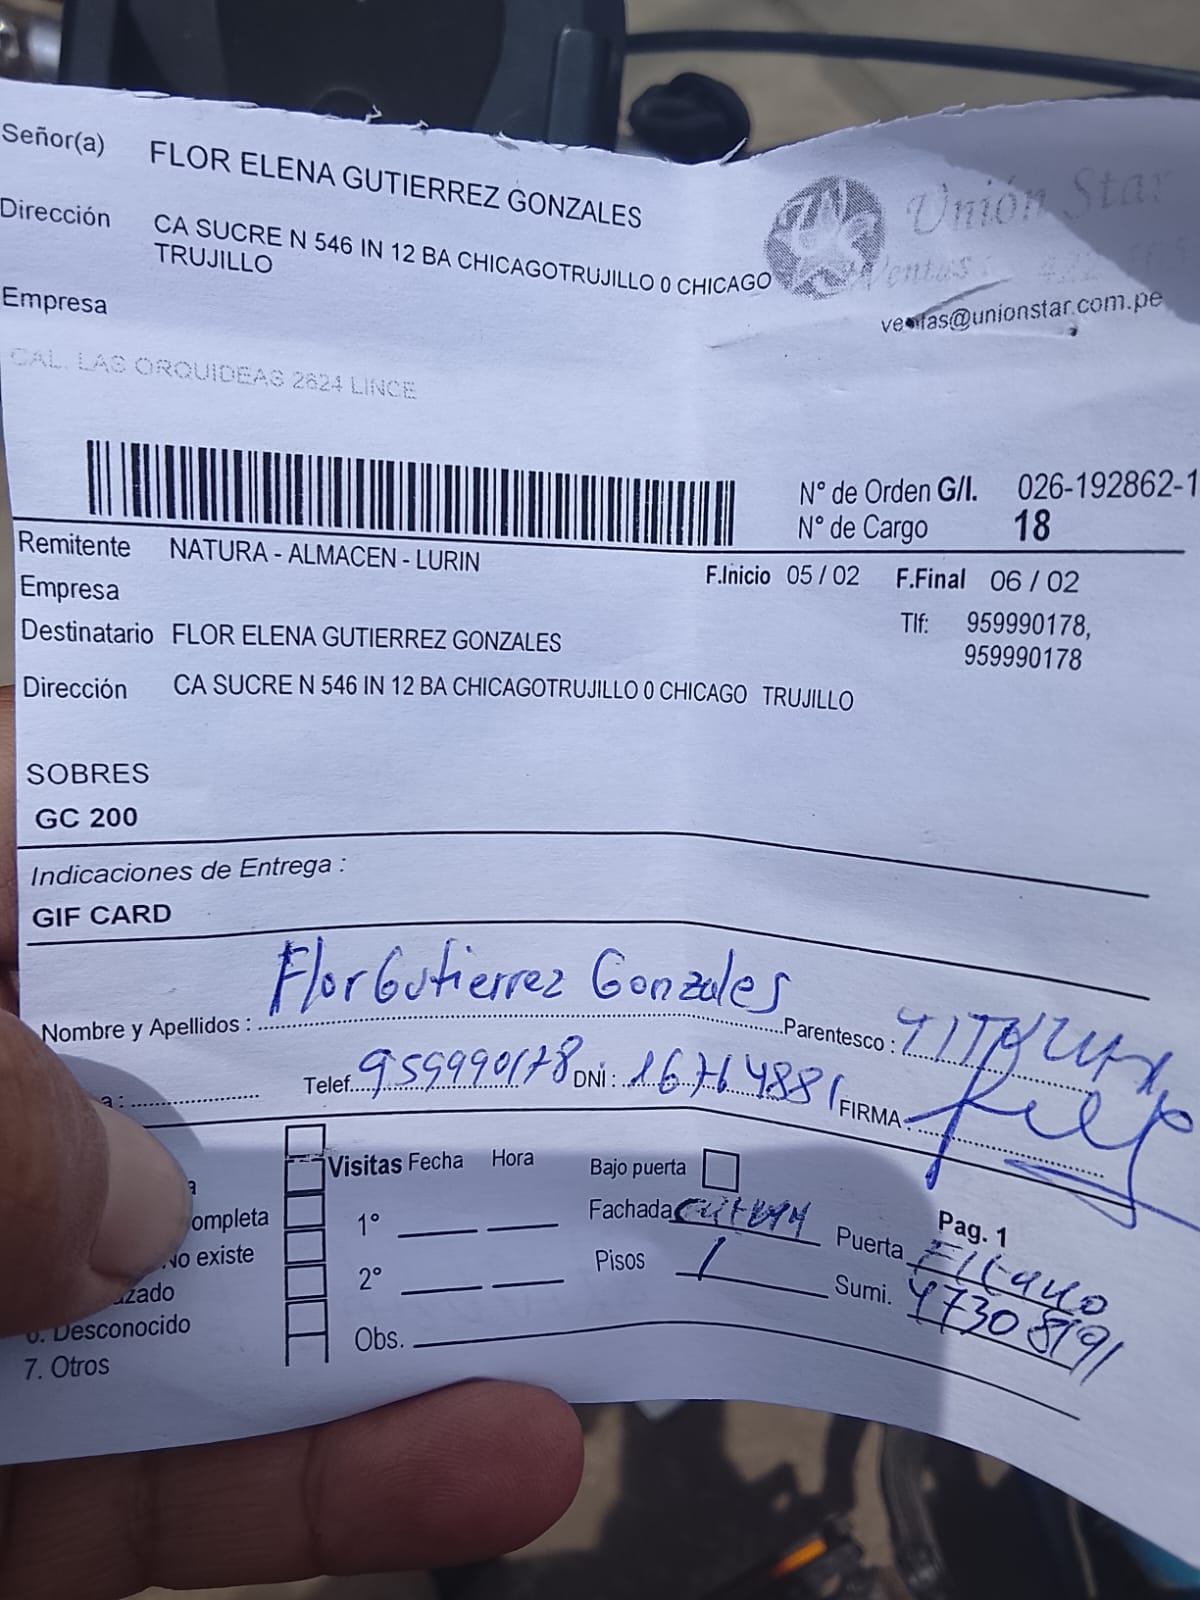 Señor(a) FLOR ELENA GUTIERREZ GONZALES
Unión Star
Dirección CA SUCRE N 546 IN 12 BA CHICAGOTRUJILLO 0 CHICAGO
TRUJILLO
Ventas :
ventas@unionstar.com.pe
Empresa
CAL. LAS ORQUIDEAS 2624 LINCE
N° de Orden G/I. 026-192862-1
N° de Cargo 18
Remitente NATURA - ALMACEN - LURIN
F.Inicio 05 / 02 F.Final 06 / 02
Empresa
Tlf: 959990178,
959990178
Destinatario FLOR ELENA GUTIERREZ GONZALES
Dirección CA SUCRE N 546 IN 12 BA CHICAGOTRUJILLO 0 CHICAGO TRUJILLO
SOBRES
GC 200
Indicaciones de Entrega :
GIF CARD
Nombre y Apellidos : Flor Gutierrez Gonzales Parentesco :
a : Telef. 959990178 DNI : 16764881 FIRMA :
Visitas Fecha Hora Bajo puerta
ompleta 1° Fachada Puerta Pag. 1
No existe 2° Pisos 1 Sumi. 47308191
zado
6. Desconocido Obs.
7. Otros